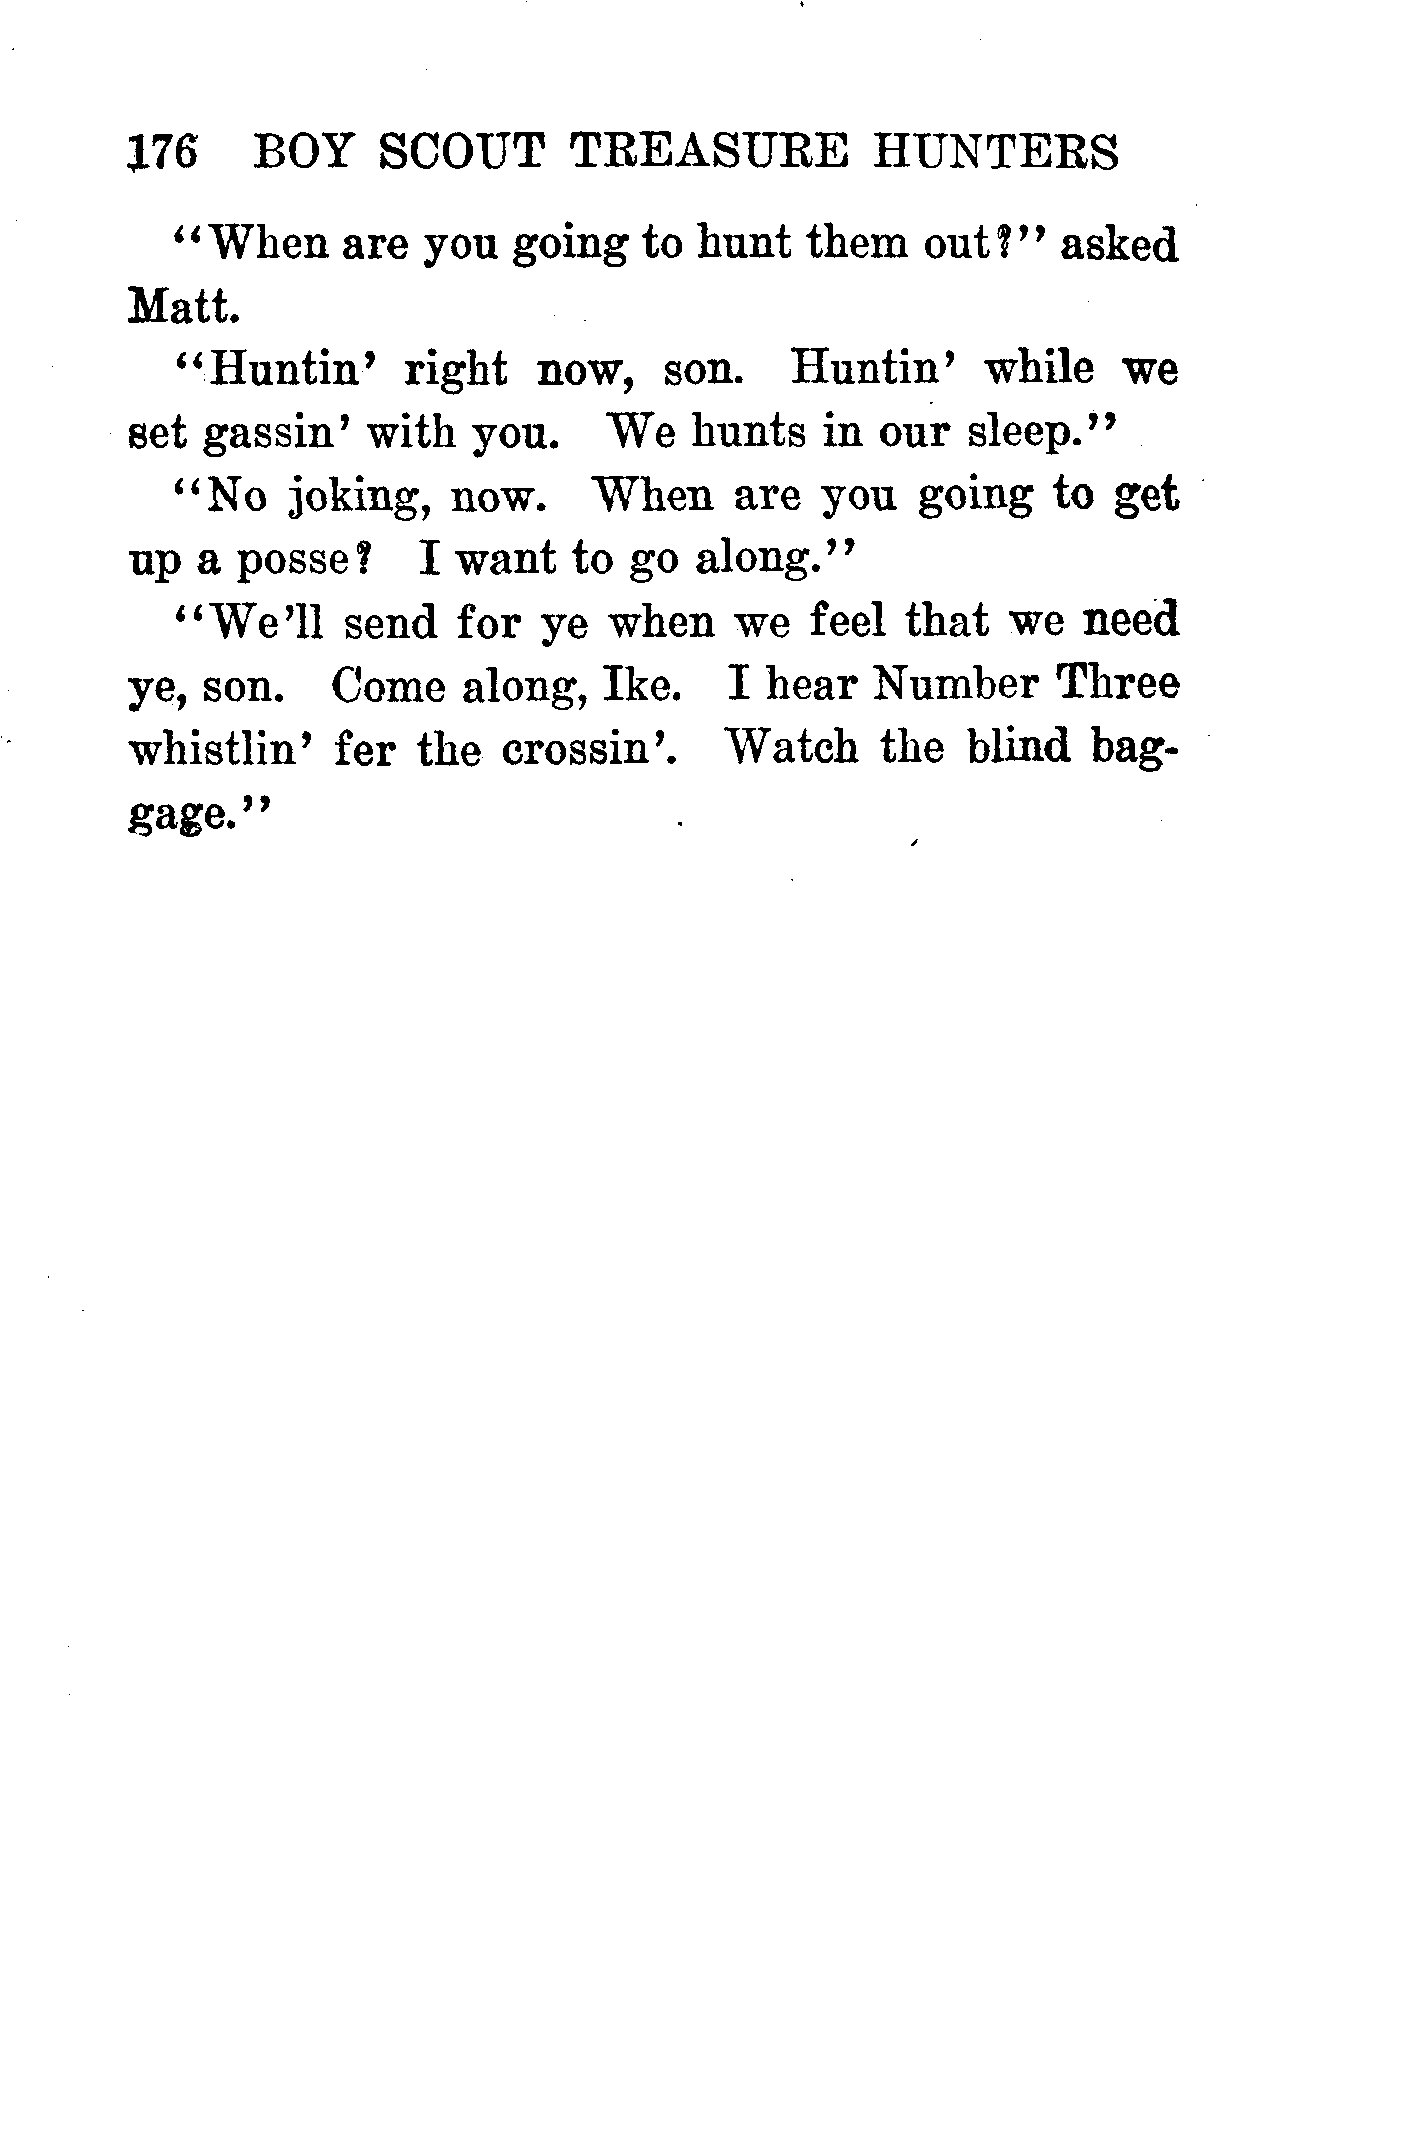 176 BOY SCOUT TREASURE HUNTERS
"When are you going to hunt them out?" asked
Matt.
"Huntin' right now, son. Huntin' while we
set gassin' with you. We hunts in our sleep."
"No joking, now. When are you going to get
up a posse? I want to go along."
"We'll send for ye when we feel that we need
ye, son. Come along, Ike. I hear Number Three
whistlin' fer the crossin'. Watch the blind bag-
gage."